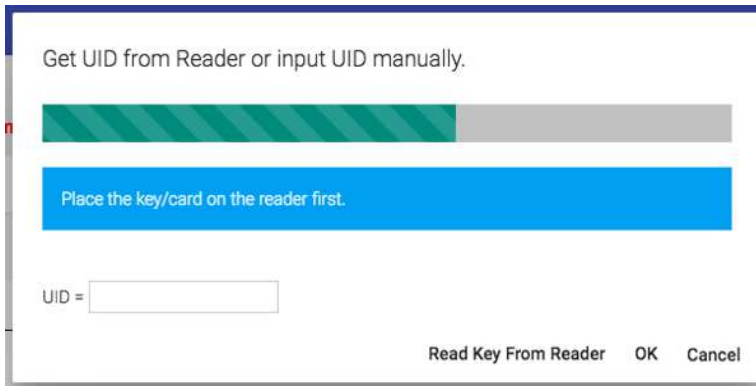 Get UID from Reader or input UID manually.
Place the key/card on the reader first.
UID =
Read Key From Reader OK Cancel